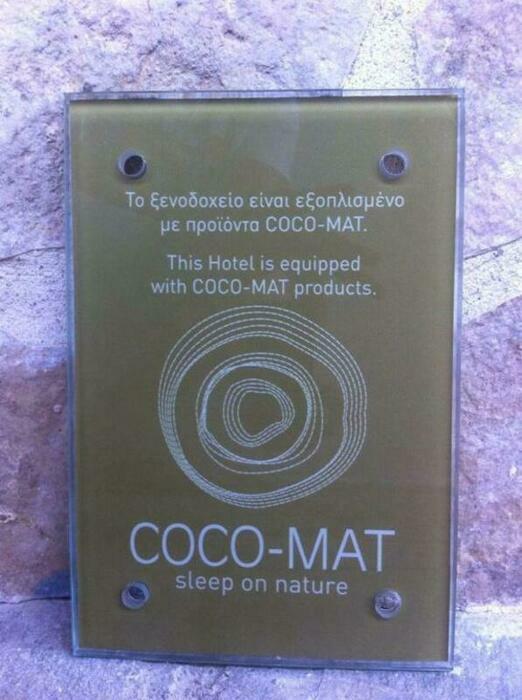 Το ξενοδοχείο είναι εξοπλισμένο
με προϊόντα COCO-MAT.
This Hotel is equipped
with COCO-MAT products.
COCO-MAT
sleep on nature